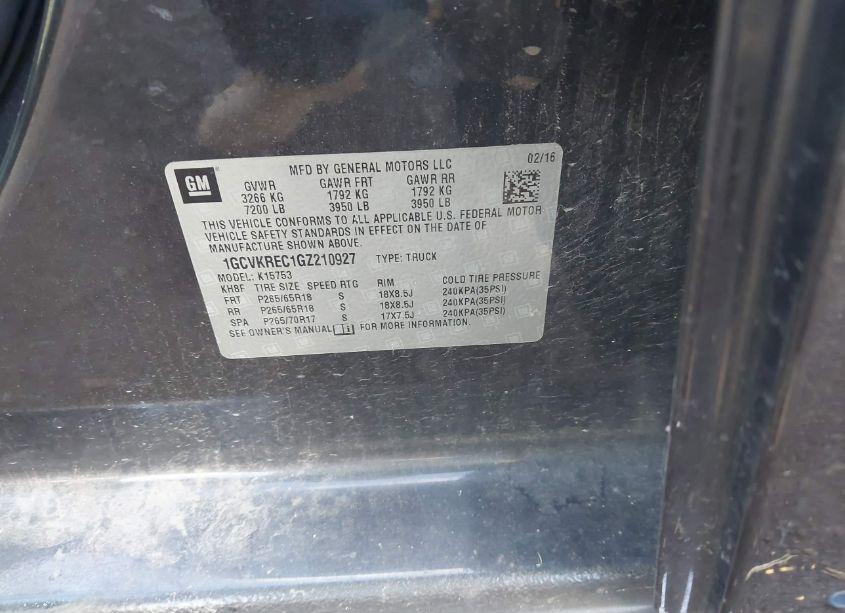 GM
MFD BY GENERAL MOTORS LLC
02/16
GVWR GAWR FRT GAWR RR
3266 KG 1792 KG 1792 KG
7200 LB 3950 LB 3950 LB
THIS VEHICLE CONFORMS TO ALL APPLICABLE U.S. FEDERAL MOTOR
VEHICLE SAFETY STANDARDS IN EFFECT ON THE DATE OF
MANUFACTURE SHOWN ABOVE.
1GCVKREC1GZ210927 TYPE: TRUCK
MODEL: K15753
KH8F TIRE SIZE SPEED RTG RIM COLD TIRE PRESSURE
FRT P265/65R18 S 18X8.5J 240KPA(35PSI)
RR P265/65R18 S 18X8.5J 240KPA(35PSI)
SPA P265/70R17 S 17X7.5J 240KPA(35PSI)
SEE OWNER'S MANUAL FOR MORE INFORMATION.